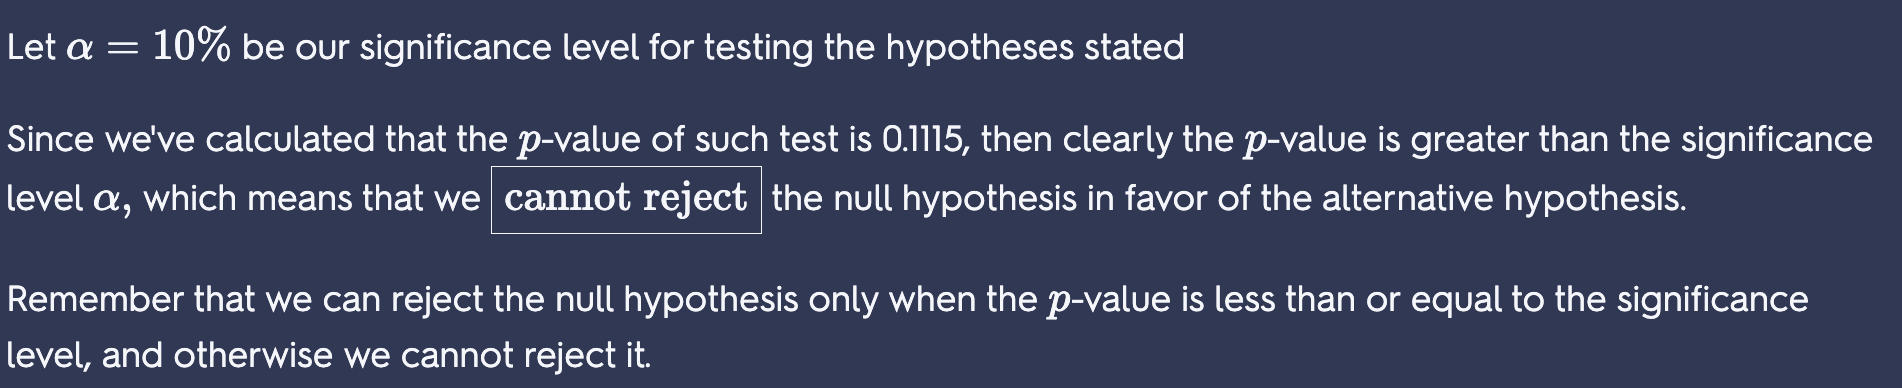 Let α = 10% be our significance level for testing the hypotheses stated
Since we've calculated that the p-value of such test is 0.1115, then clearly the p-value is greater than the significance
level α, which means that we cannot reject the null hypothesis in favor of the alternative hypothesis.
Remember that we can reject the null hypothesis only when the p-value is less than or equal to the significance
level, and otherwise we cannot reject it.